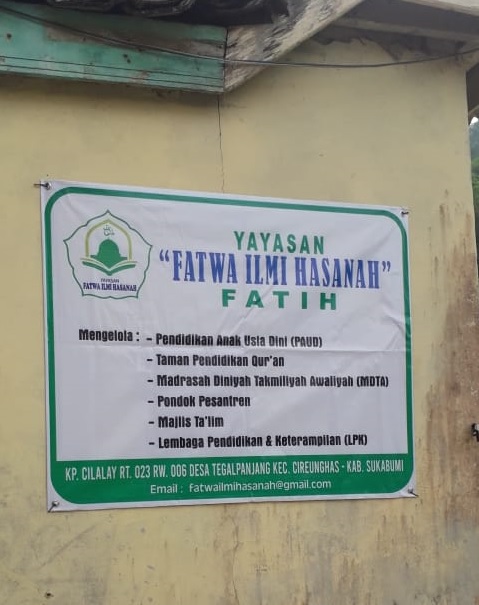 YAYASAN
"FATWA ILMI HASANAH"
FATIH
YAYASAN
FATWA ILMI HASANAH
Mengelola : - Pendidikan Anak Usia Dini (PAUD)
- Taman Pendidikan Qur'an
- Madrasah Diniyah Takmiliyah Awaliyah (MDTA)
- Pondok Pesantren
- Majlis Ta'lim
- Lembaga Pendidikan & Keterampilan (LPK)
KP. CILALAY RT. 023 RW. 006 DESA TEGALPANJANG KEC. CIREUNGHAS - KAB. SUKABUMI
Email : fatwailmihasanah@gmail.com